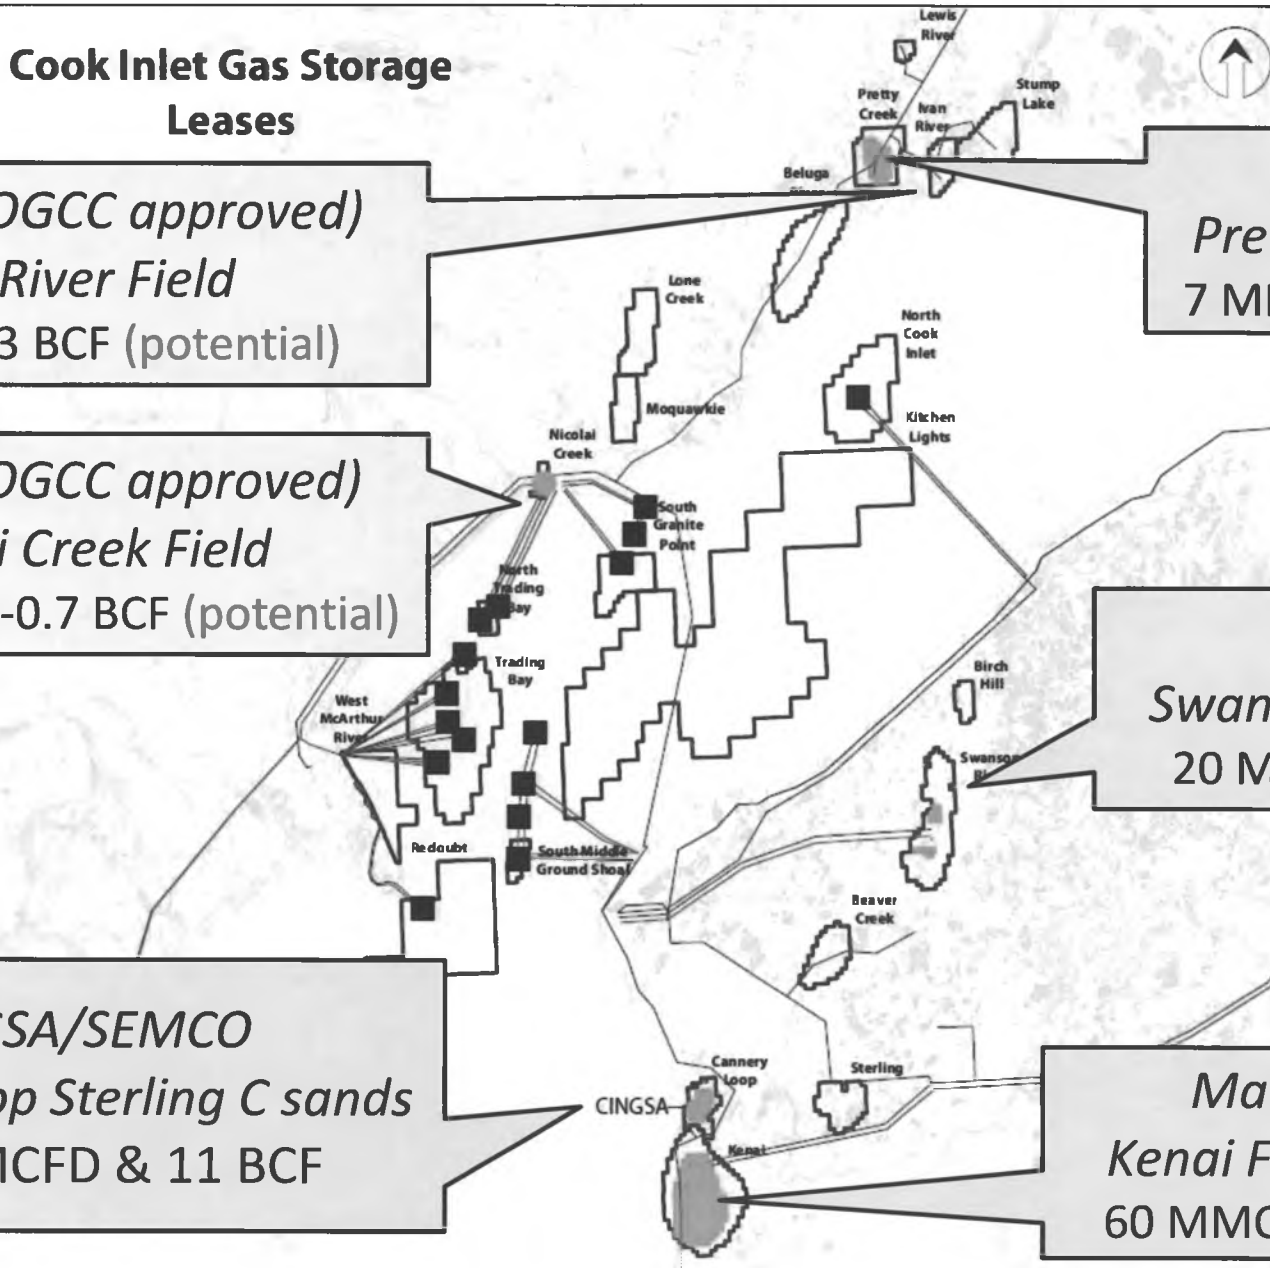 Cook Inlet Gas Storage
Leases
OGCC approved)
River Field
3 BCF (potential)
OGCC approved)
i Creek Field
-0.7 BCF (potential)
SA/SEMCO
op Sterling C sands
MCFD & 11 BCF
Lewis
River
Stump
Lake
Pretty
Creek
Ivan
River
Beluga
Pre
7 M
Lone
Creek
North
Cook
Inlet
Moquawkie
Kitchen
Lights
Nicolai
Creek
South
Granite
Point
North
Trading
Bay
Trading
Bay
West
McArthur
River
Birch
Hill
Swanson
Swan
20 M
Redoubt
South Middle
Ground Shoal
Beaver
Creek
Cannery
Loop
Sterling
CINGSA
Kenai
Ma
Kenai F
60 MMC